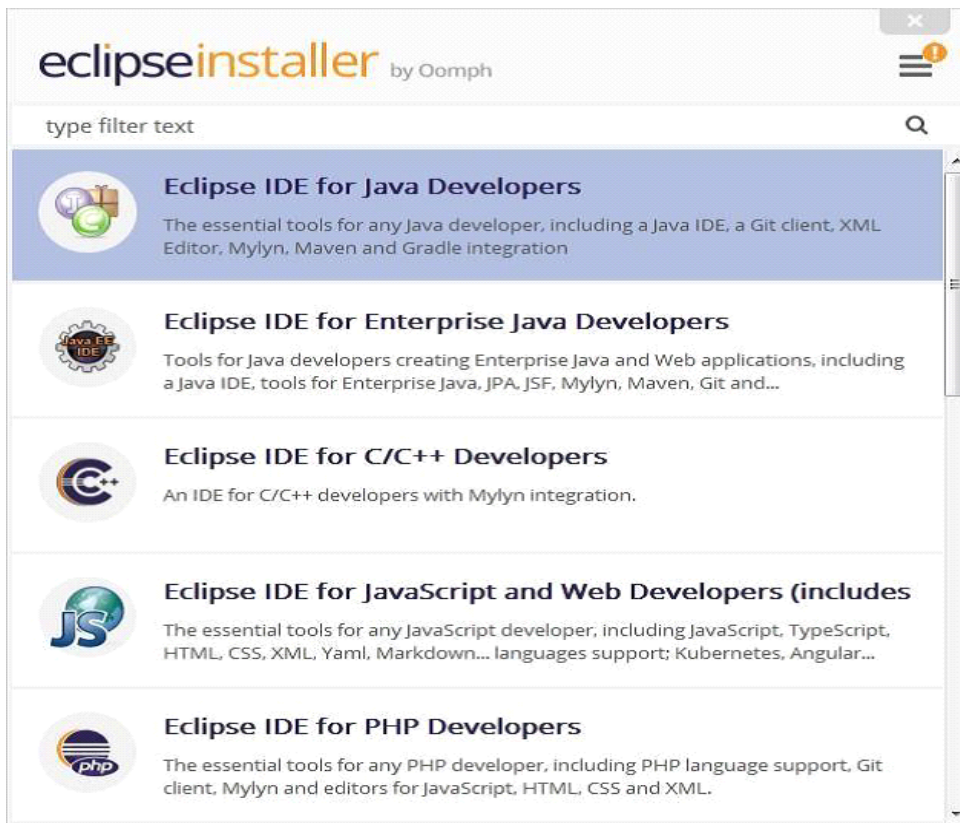 eclipseinstaller by Oomph
type filter text
Eclipse IDE for Java Developers
The essential tools for any Java developer, including a Java IDE, a Git client, XML
Editor, Mylyn, Maven and Gradle integration
Java EE
IDE
Eclipse IDE for Enterprise Java Developers
Tools for Java developers creating Enterprise Java and Web applications, including
a Java IDE, tools for Enterprise Java, JPA, JSF, Mylyn, Maven, Git and...
C++
Eclipse IDE for C/C++ Developers
An IDE for C/C++ developers with Mylyn integration.
JS
Eclipse IDE for JavaScript and Web Developers (includes
The essential tools for any JavaScript developer, including JavaScript, TypeScript,
HTML, CSS, XML, Yaml, Markdown... languages support; Kubernetes, Angular...
php
Eclipse IDE for PHP Developers
The essential tools for any PHP developer, including PHP language support, Git
client, Mylyn and editors for JavaScript, HTML, CSS and XML.